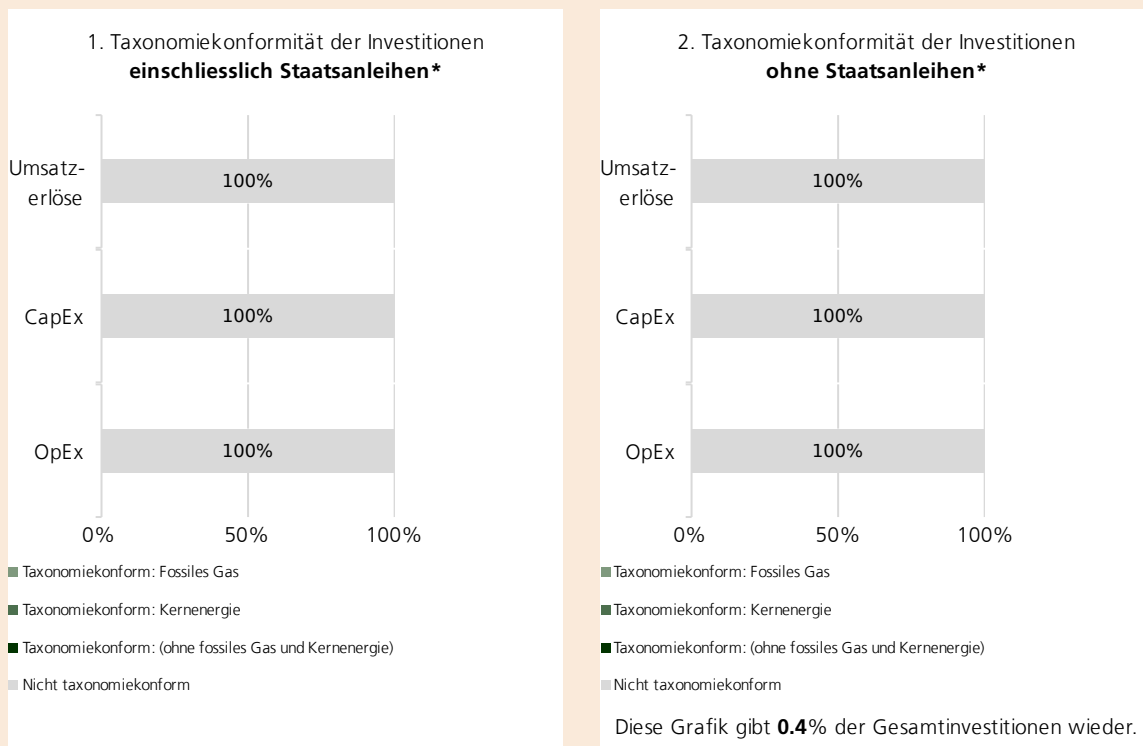 1. Taxonomiekonformität der Investitionen
einschliesslich Staatsanleihen*
Umsatz-
erlöse
100%
CapEx
100%
OpEx
100%
0%
50%
100%
Taxonomiekonform: Fossiles Gas
Taxonomiekonform: Kernenergie
Taxonomiekonform: (ohne fossiles Gas und Kernenergie)
Nicht taxonomiekonform
2. Taxonomiekonformität der Investitionen
ohne Staatsanleihen*
Umsatz-
erlöse
100%
CapEx
100%
OpEx
100%
0%
50%
100%
Taxonomiekonform: Fossiles Gas
Taxonomiekonform: Kernenergie
Taxonomiekonform: (ohne fossiles Gas und Kernenergie)
Nicht taxonomiekonform
Diese Grafik gibt 0.4% der Gesamtinvestitionen wieder.